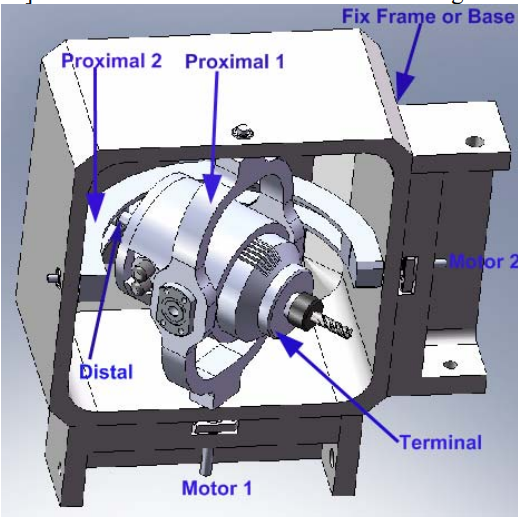 Fix Frame or Base
Proximal 2
Proximal 1
Motor 2
Distal
Terminal
Motor 1